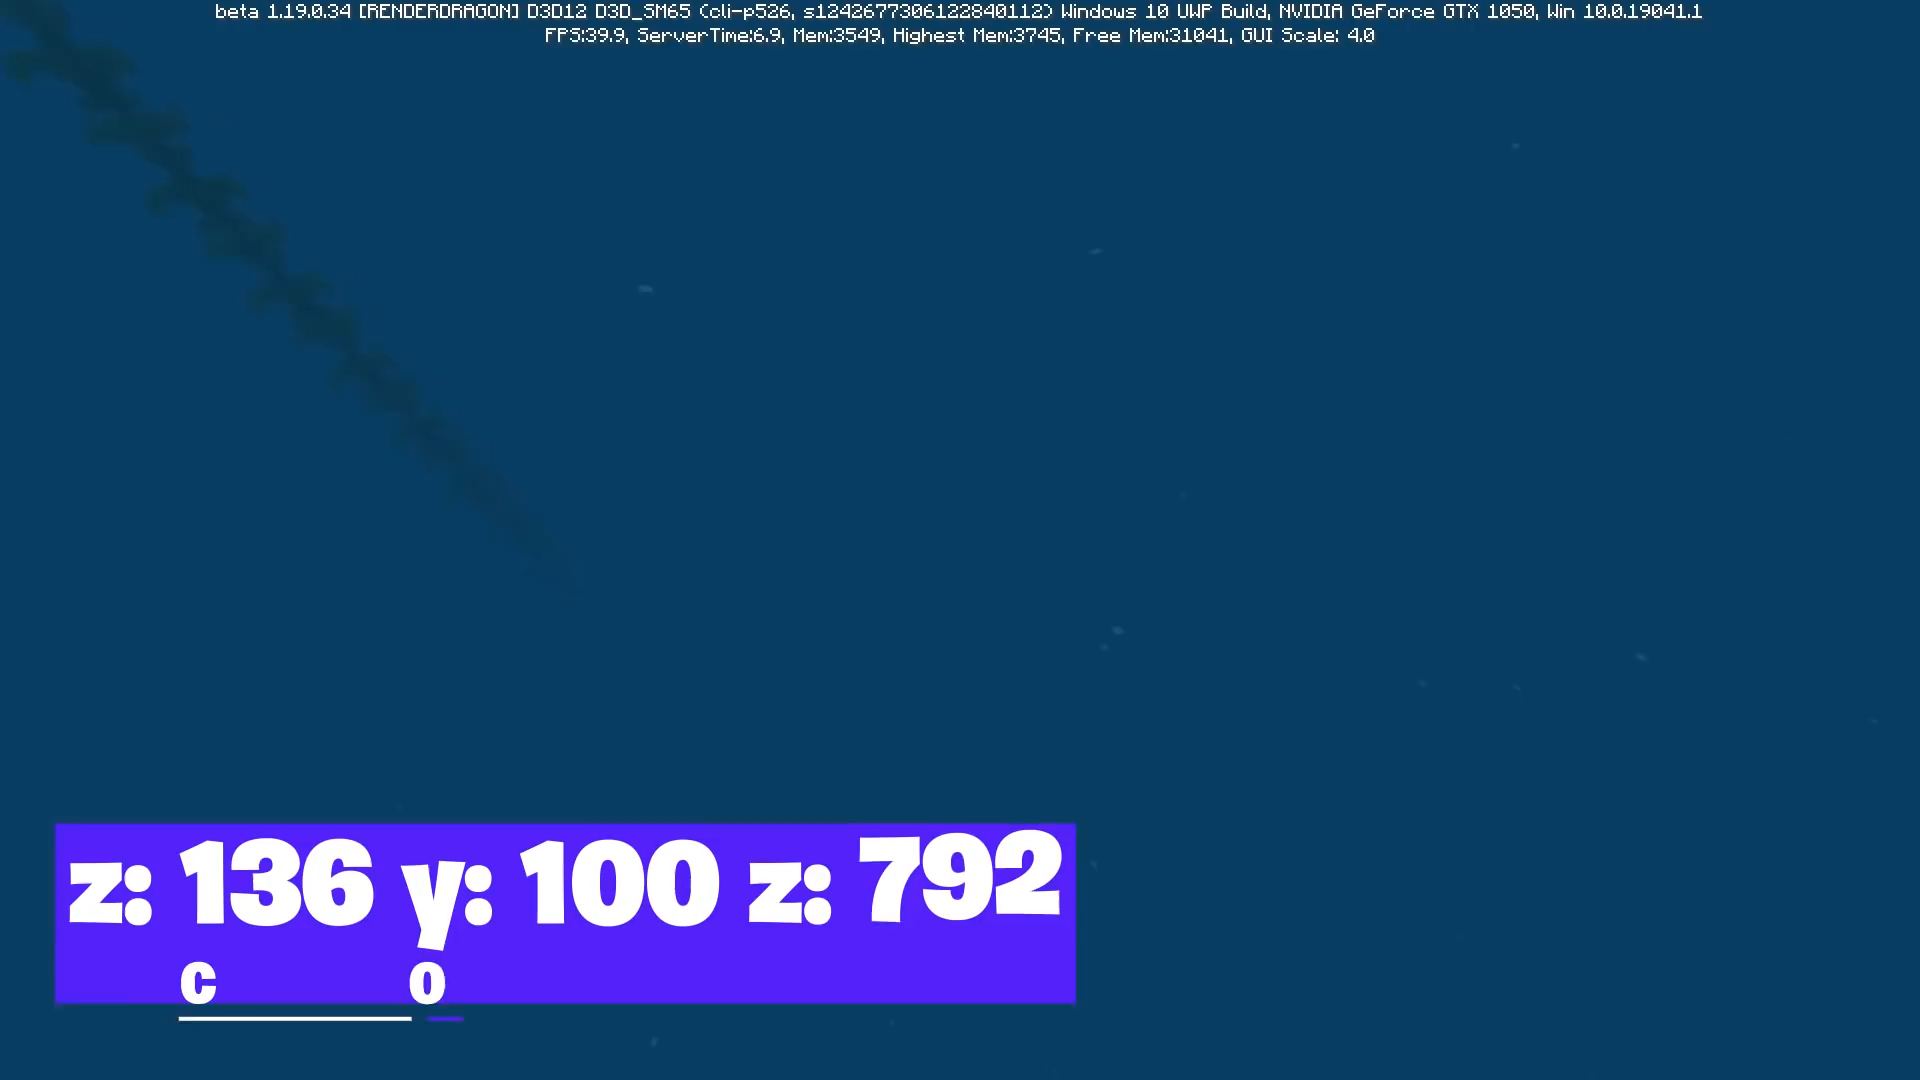 beta 1.19.0.34 [RENDERDRAGON] D3D12 D3D_SM65 (cli-p526, s12426773061228401​12) Windows 10 UWP Build, NVIDIA GeForce GTX 1050, Win 10.0.19041.1
FPS:39.9, ServerTime:6.9, Mem:3549, Highest Mem:3745, Free Mem:31041, GUI Scale: 4.0
z: 136 y: 100 z: 792
C O